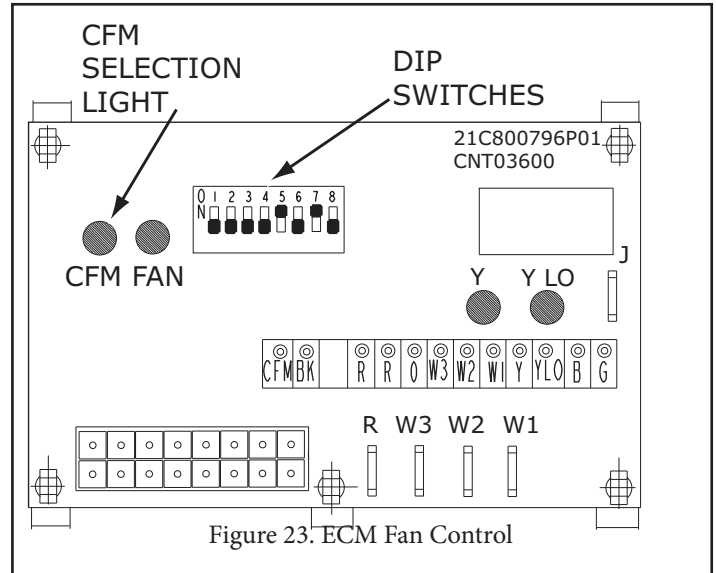 CFM
SELECTION
LIGHT
DIP
SWITCHES
21C800796P01
CNT03600
O
N
1 2 3 4 5 6 7 8
J
CFM FAN
Y Y LO
CFM BK R R O W3 W2 W1 Y YLO B G
R W3 W2 W1
Figure 23. ECM Fan Control